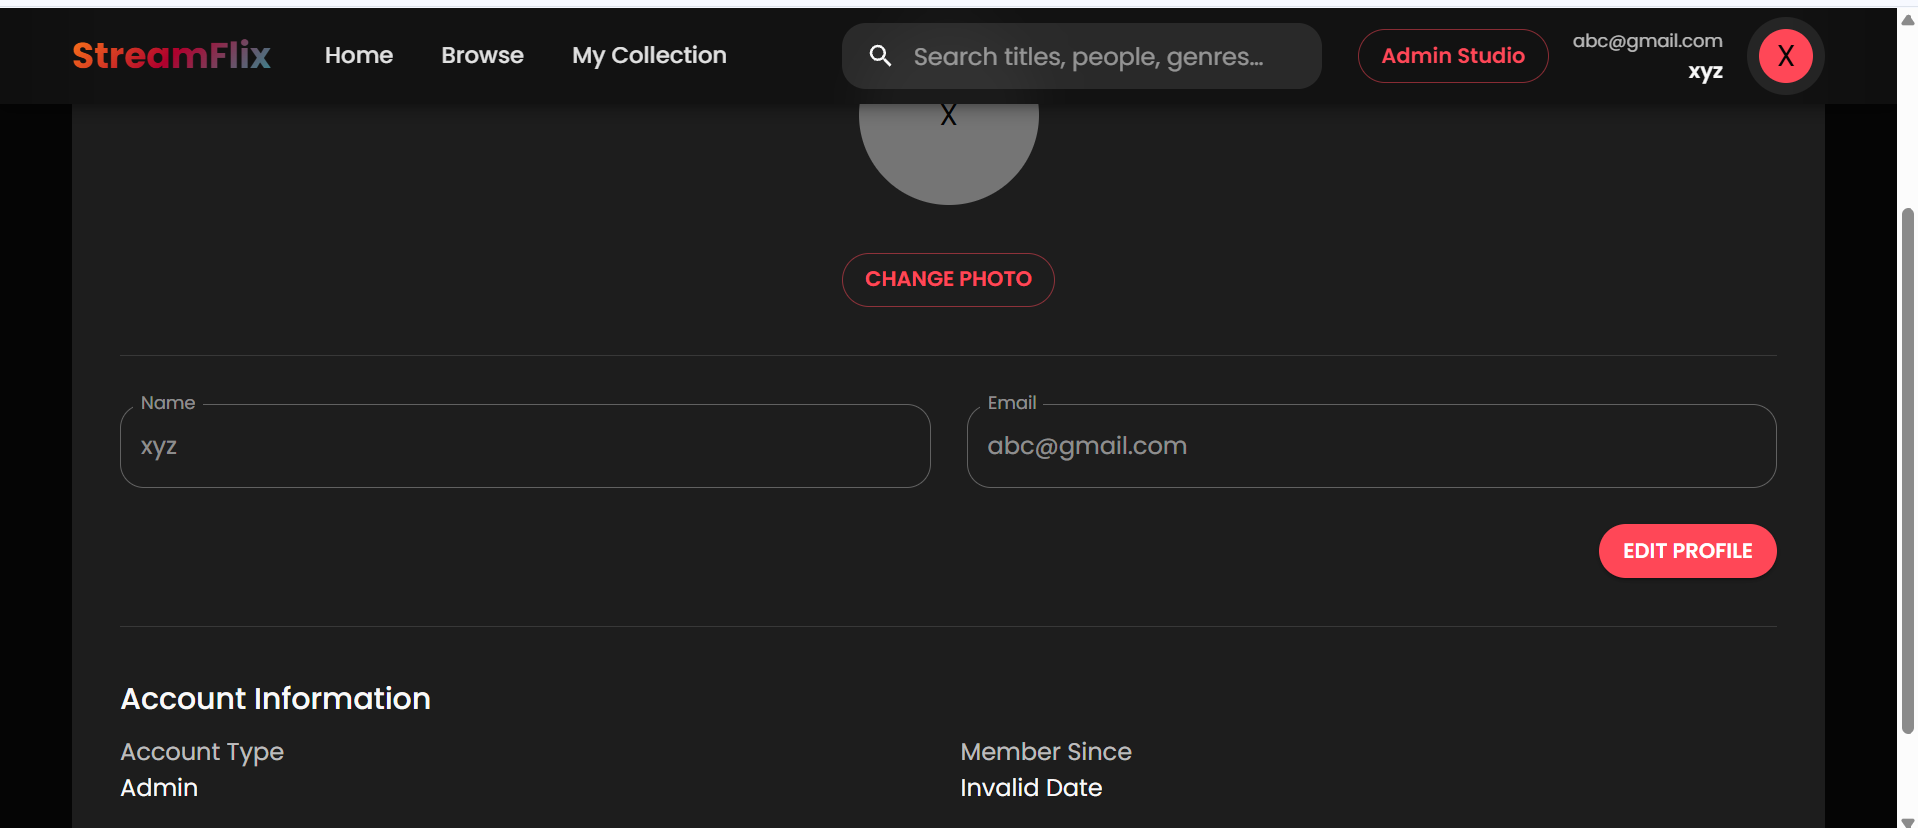 StreamFlix
Home
Browse
My Collection
Search titles, people, genres...
Admin Studio
abc@gmail.com
xyz
X
X
CHANGE PHOTO
Name
xyz
Email
abc@gmail.com
EDIT PROFILE
Account Information
Account Type
Admin
Member Since
Invalid Date